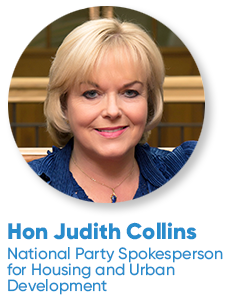 Hon Judith Collins
National Party Spokesperson
for Housing and Urban
Development